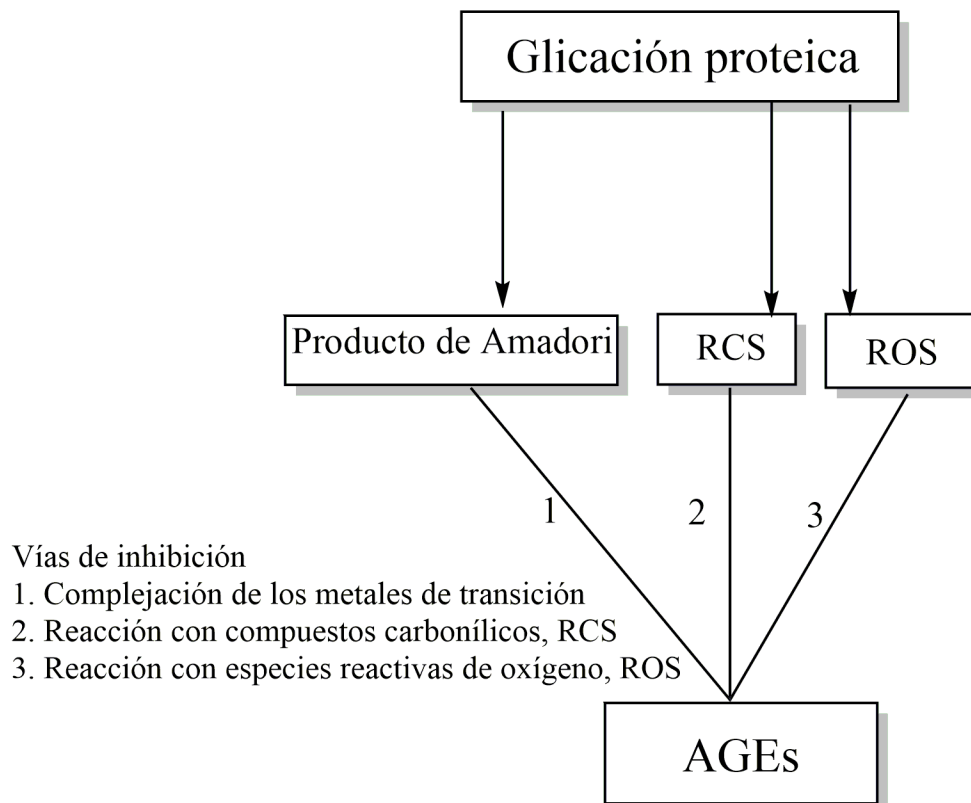 Glicación proteica
Producto de Amadori
RCS
ROS
1
2
3
Vías de inhibición
1. Complejación de los metales de transición
2. Reacción con compuestos carbonílicos, RCS
3. Reacción con especies reactivas de oxígeno, ROS
AGEs